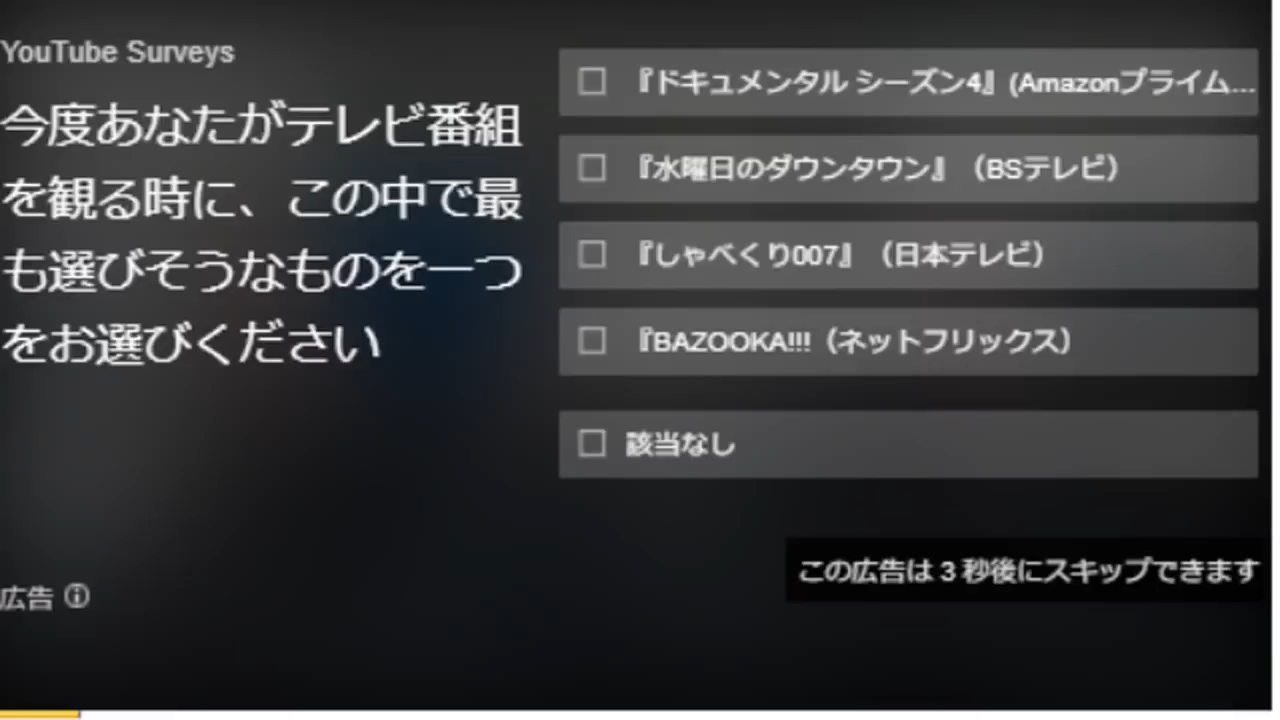 YouTube Surveys
今度あなたがテレビ番組
を観る時に、この中で最
も選びそうなものを一つ
をお選びください
『ドキュメンタル シーズン4』(Amazonプライム...
『水曜日のダウンタウン』（BSテレビ）
『しゃべくり007』（日本テレビ）
『BAZOOKA!!!（ネットフリックス）
該当なし
この広告は 3 秒後にスキップできます
広告 ⓘ